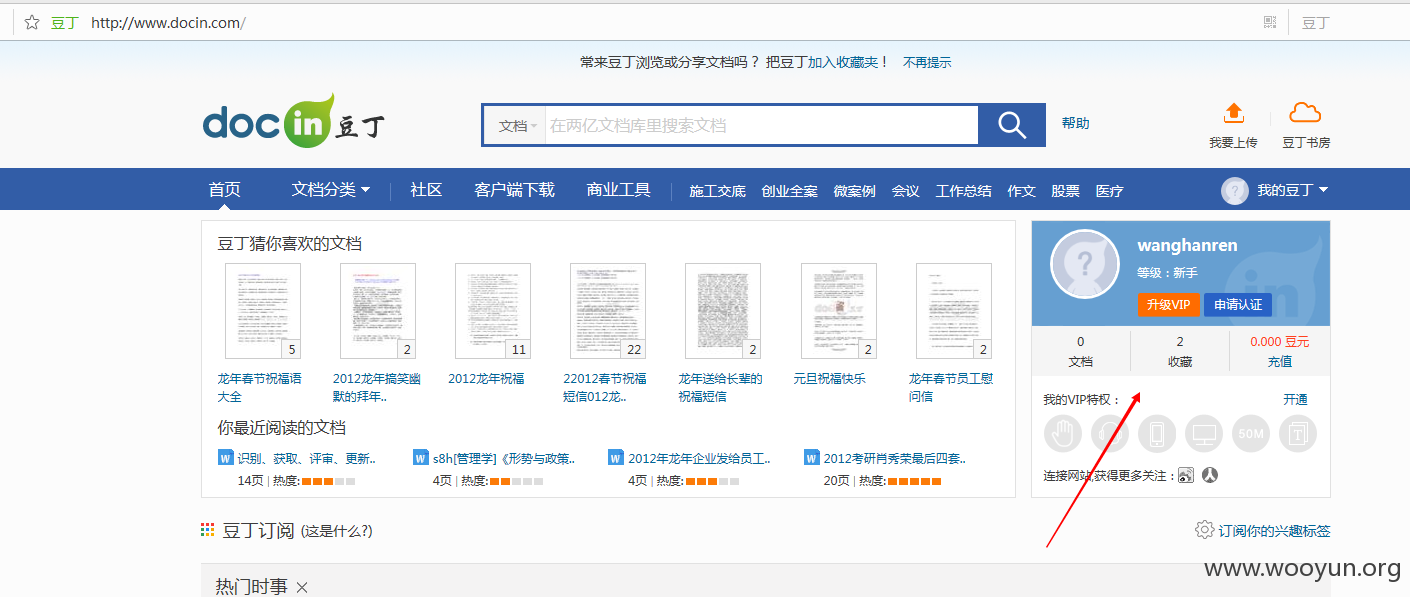 豆丁 http://www.docin.com/ 豆丁
常来豆丁浏览或分享文档吗？ 把豆丁加入收藏夹！ 不再提示
docin豆丁 文档 在两亿文档库里搜索文档 帮助
我要上传 豆丁书房
首页 文档分类 社区 客户端下载 商业工具 施工交底 创业全案 微案例 会议 工作总结 作文 股票 医疗 我的豆丁
豆丁猜你喜欢的文档
5 2 11 22 2 2 2
龙年春节祝福语 2012龙年搞笑幽 2012龙年祝福 22012春节祝福 龙年送给长辈的 元旦祝福快乐 龙年春节员工慰
大全 默的拜年.. 短信012龙.. 祝福短信 问信
你最近阅读的文档
识别、获取、评审、更新.. s8h[管理学]《形势与政策.. 2012年龙年企业发给员工.. 2012考研肖秀荣最后四套..
14页 | 热度: 4页 | 热度: 4页 | 热度: 20页 | 热度:
wanghanren
等级：新手
升级VIP 申请认证
0 2 0.000 豆元
文档 收藏 充值
我的VIP特权： 开通
50M T
连接网站,获得更多关注：
豆丁订阅 (这是什么?) 订阅你的兴趣标签
热门时事 ×
www.wooyun.org